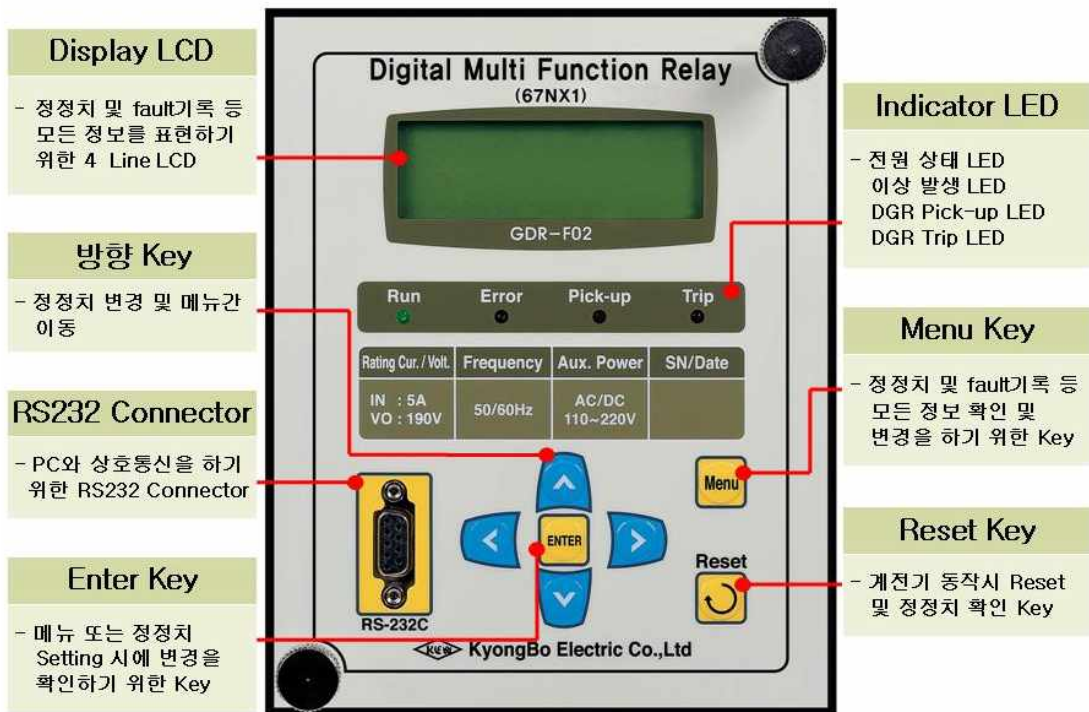 Display LCD
- 정정치 및 fault기록 등
모든 정보를 표현하기
위한 4 Line LCD
방향 Key
- 정정치 변경 및 메뉴간
이동
RS232 Connector
- PC와 상호통신을 하기
위한 RS232 Connector
Enter Key
- 메뉴 또는 정정치
Setting 시에 변경을
확인하기 위한 Key
Digital Multi Function Relay
(67NX1)
GDR-F02
Run Error Pick-up Trip
Rating Cur. / Volt. Frequency Aux. Power SN/Date
IN : 5A
VO : 190V
50/60Hz
AC/DC
110~220V
Menu
ENTER
Reset
RS-232C
KyongBo Electric Co.,Ltd
Indicator LED
- 전원 상태 LED
이상 발생 LED
DGR Pick-up LED
DGR Trip LED
Menu Key
- 정정치 및 fault기록 등
모든 정보 확인 및
변경을 하기 위한 Key
Reset Key
- 계전기 동작시 Reset
및 정정치 확인 Key